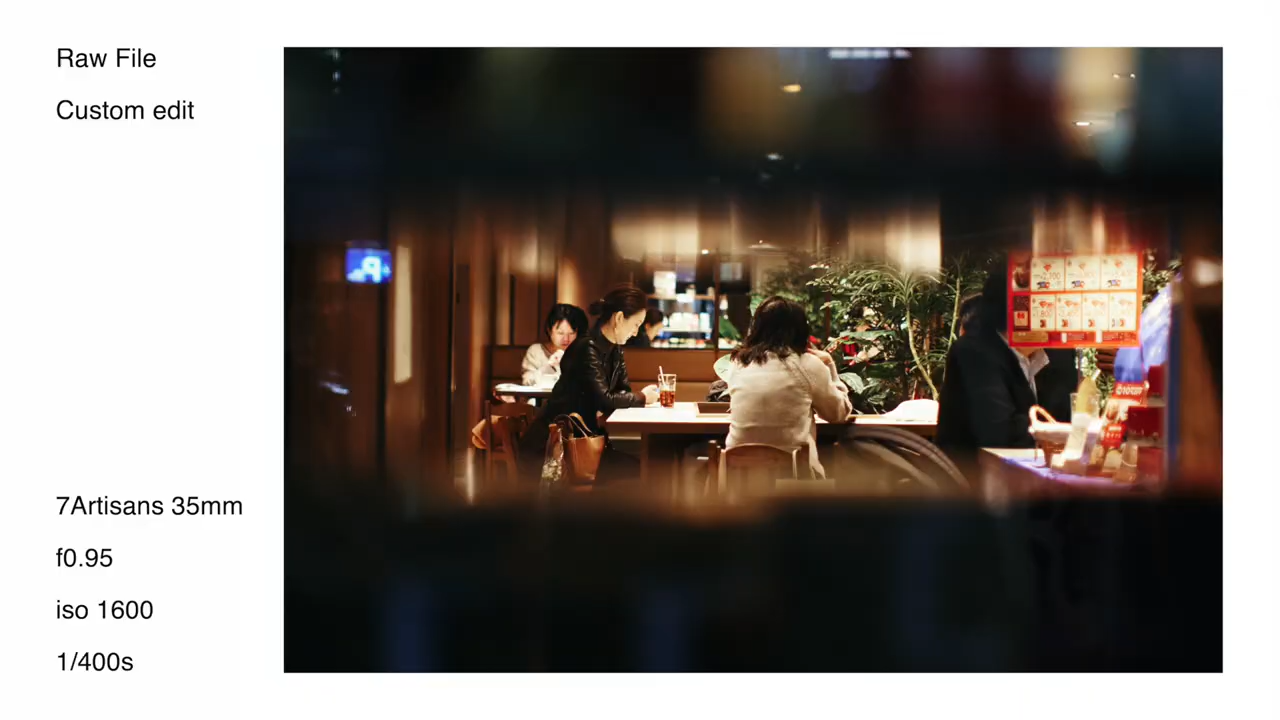 Raw File
Custom edit
7Artisans 35mm
f0.95
iso 1600
1/400s
P